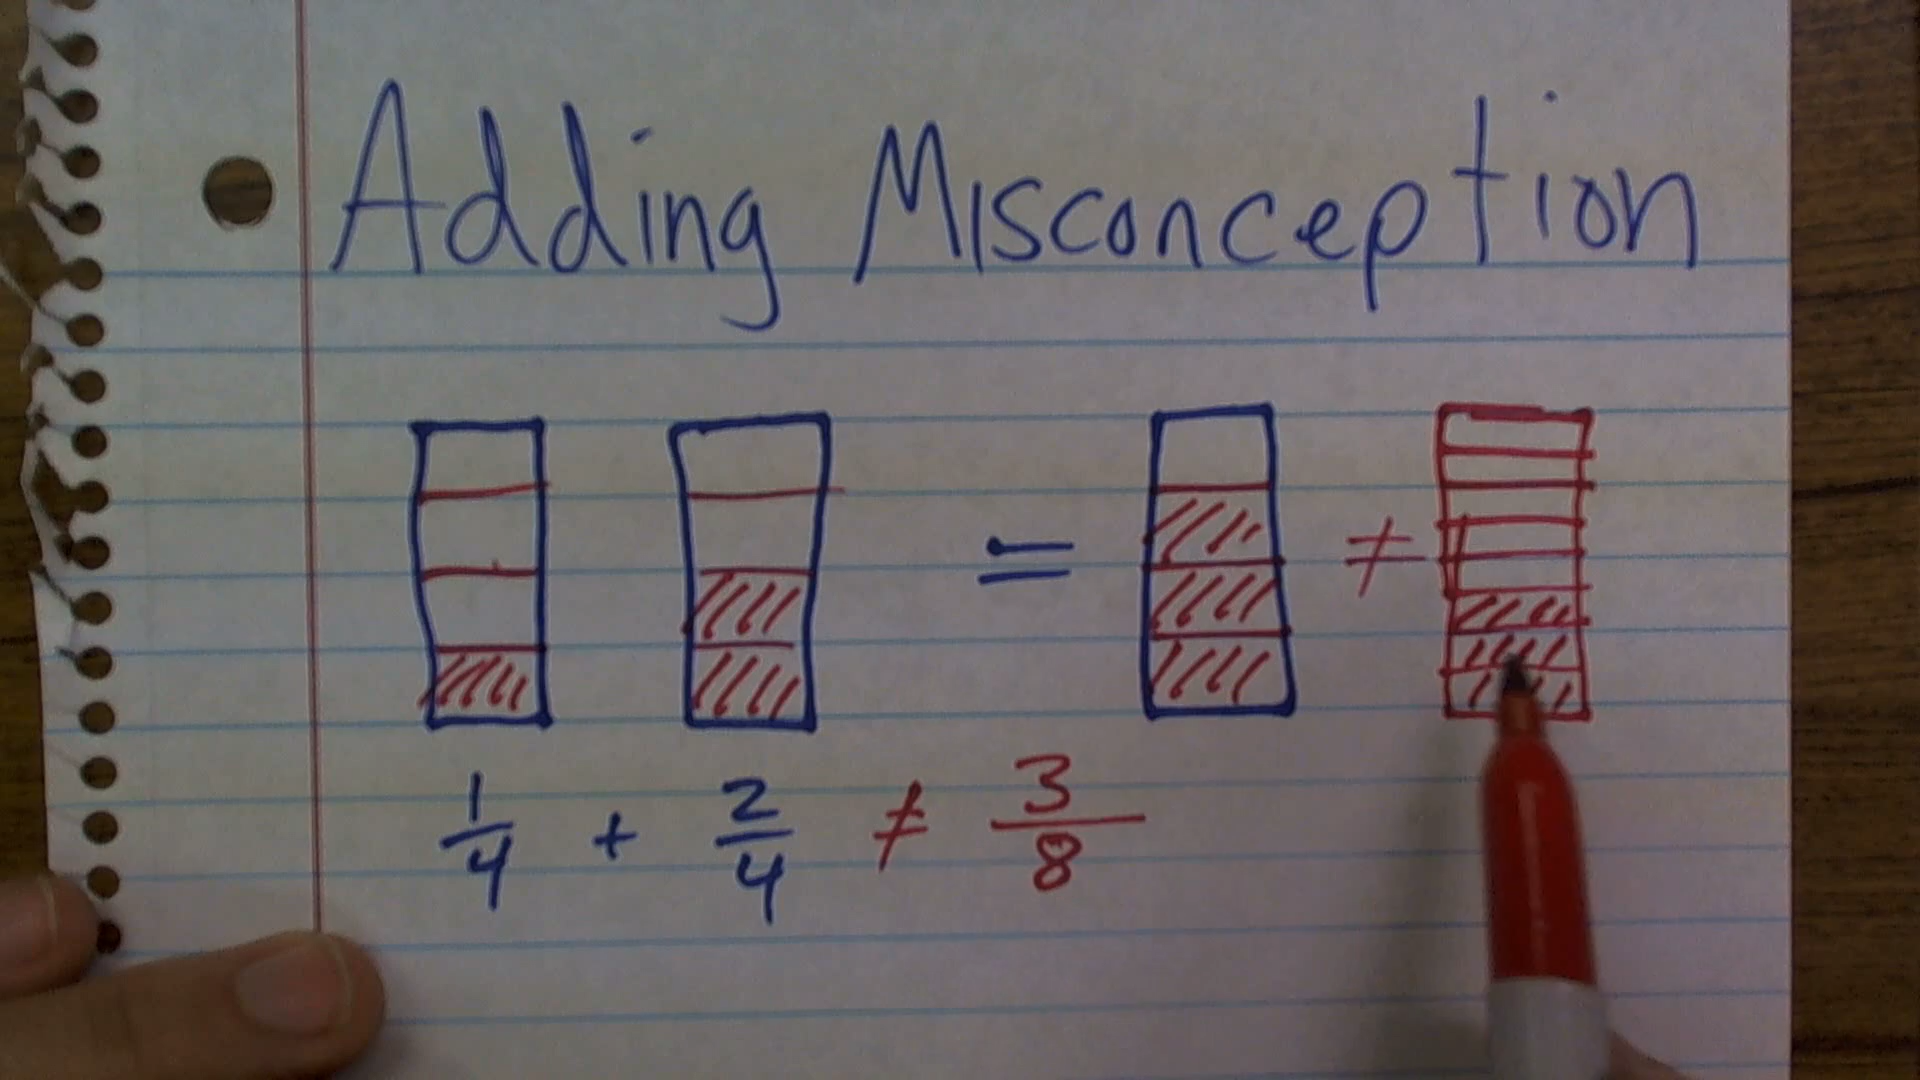 Adding Misconception
= ≠
1/4 + 2/4 ≠ 3/8